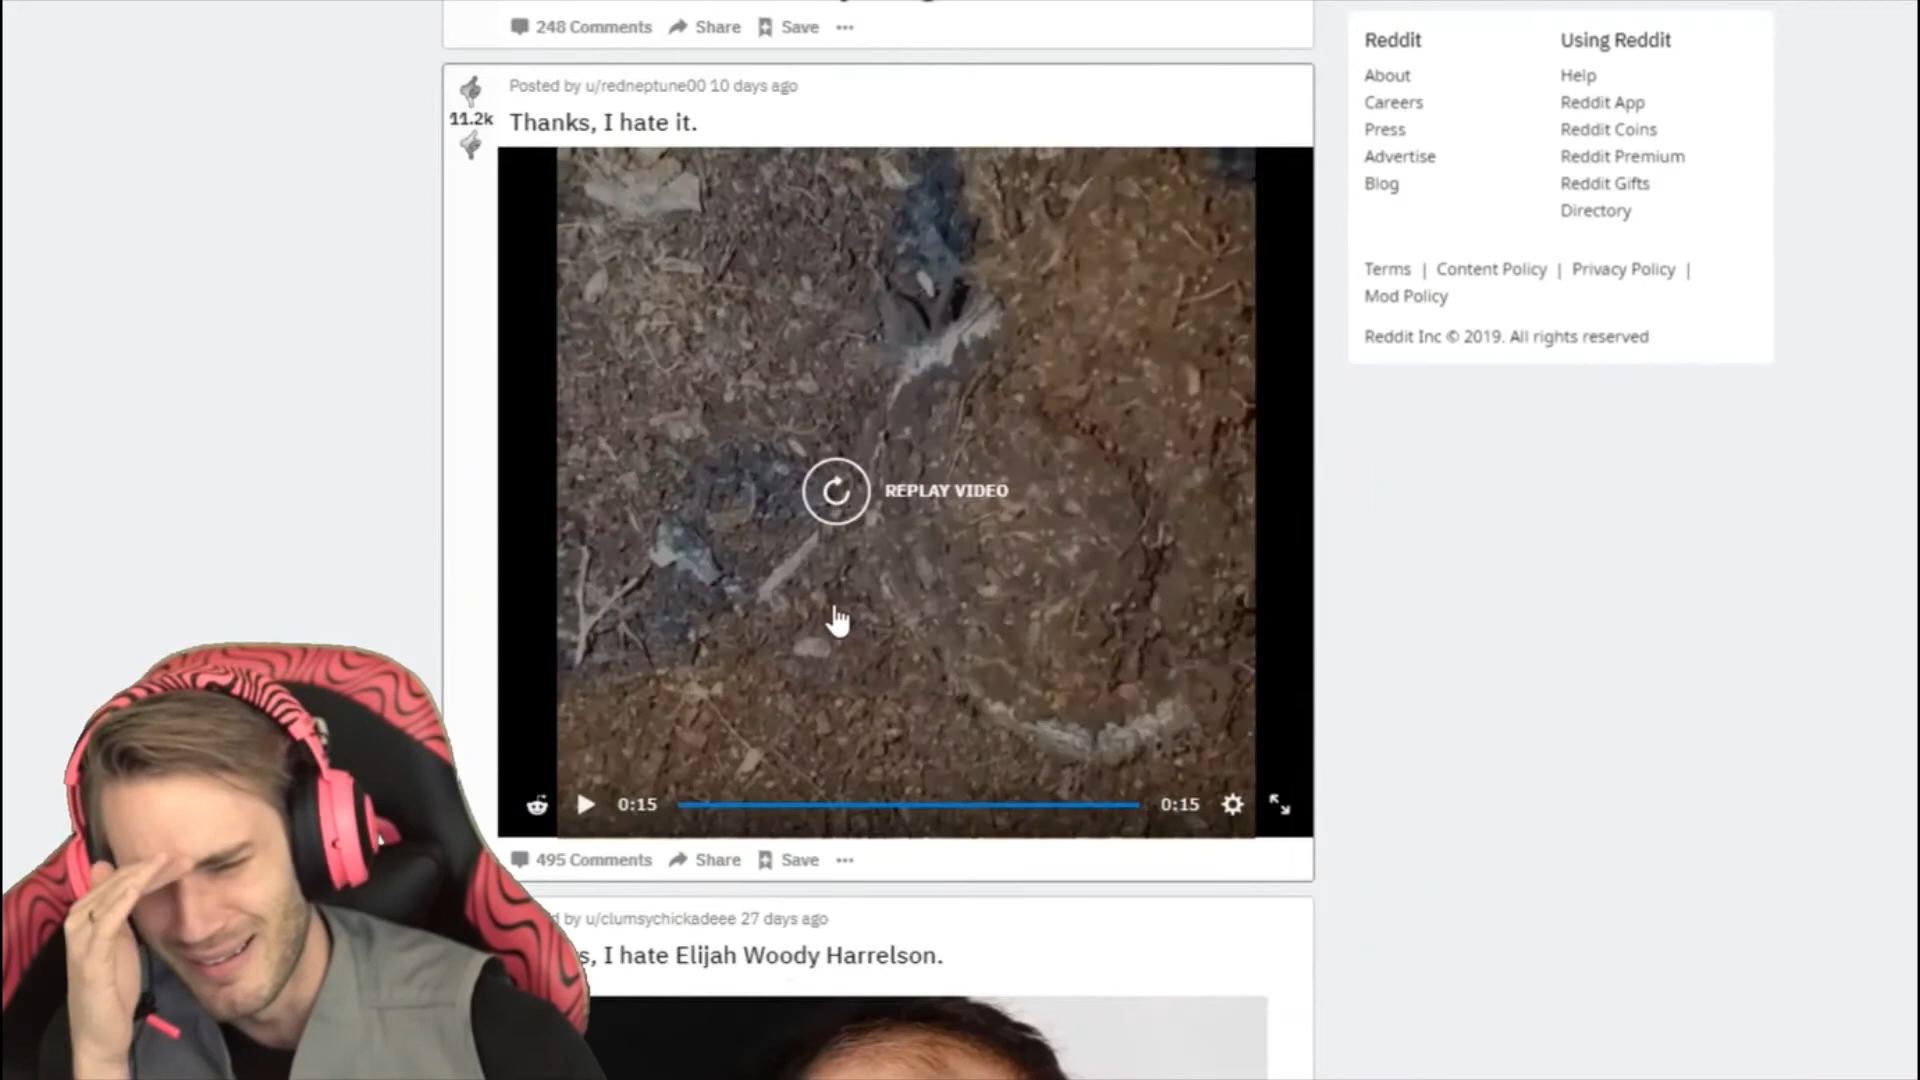 248 Comments Share Save
Posted by u/redneptune00 10 days ago
11.2k
Thanks, I hate it.
REPLAY VIDEO
0:15 0:15
495 Comments Share Save
by u/clumsychickadeee 27 days ago
s, I hate Elijah Woody Harrelson.
Reddit Using Reddit
About Help
Careers Reddit App
Press Reddit Coins
Advertise Reddit Premium
Blog Reddit Gifts
Directory
Terms | Content Policy | Privacy Policy |
Mod Policy
Reddit Inc © 2019. All rights reserved